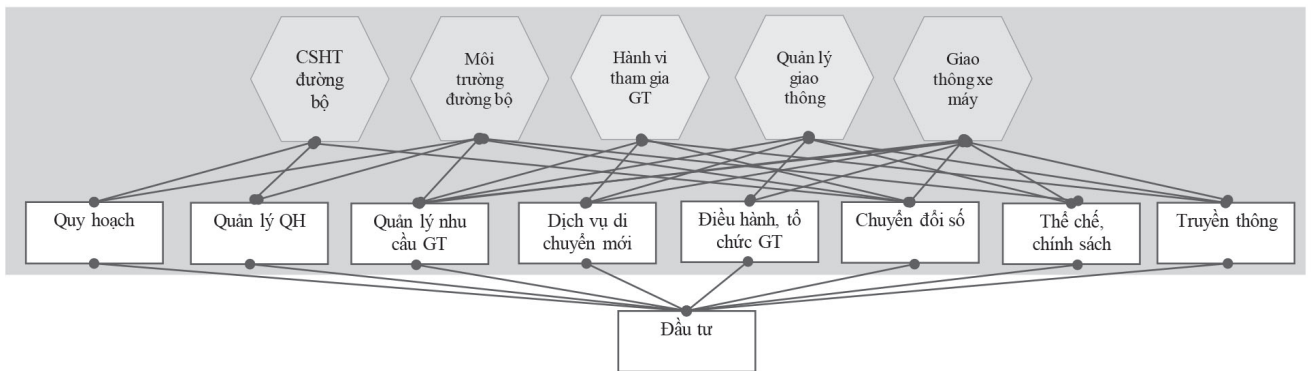 CSHT
đường
bộ
Môi
trường
đường bộ
Hành vi
tham gia
GT
Quản lý
giao
thông
Giao
thông xe
máy
Quy hoạch
Quản lý QH
Quản lý nhu
cầu GT
Dịch vụ di
chuyển mới
Điều hành, tổ
chức GT
Chuyển đổi số
Thể chế,
chính sách
Truyền thông
Đầu tư